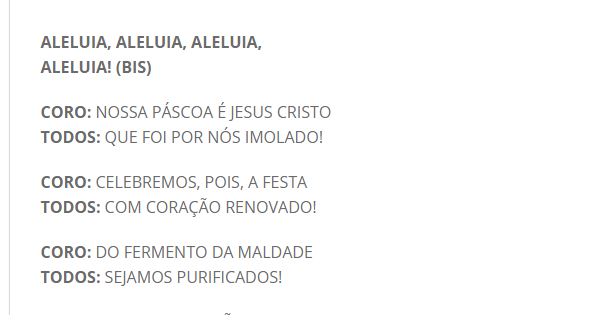 ALELUIA, ALELUIA, ALELUIA,
ALELUIA! (BIS)
CORO: NOSSA PÁSCOA É JESUS CRISTO
TODOS: QUE FOI POR NÓS IMOLADO!
CORO: CELEBREMOS, POIS, A FESTA
TODOS: COM CORAÇÃO RENOVADO!
CORO: DO FERMENTO DA MALDADE
TODOS: SEJAMOS PURIFICADOS!